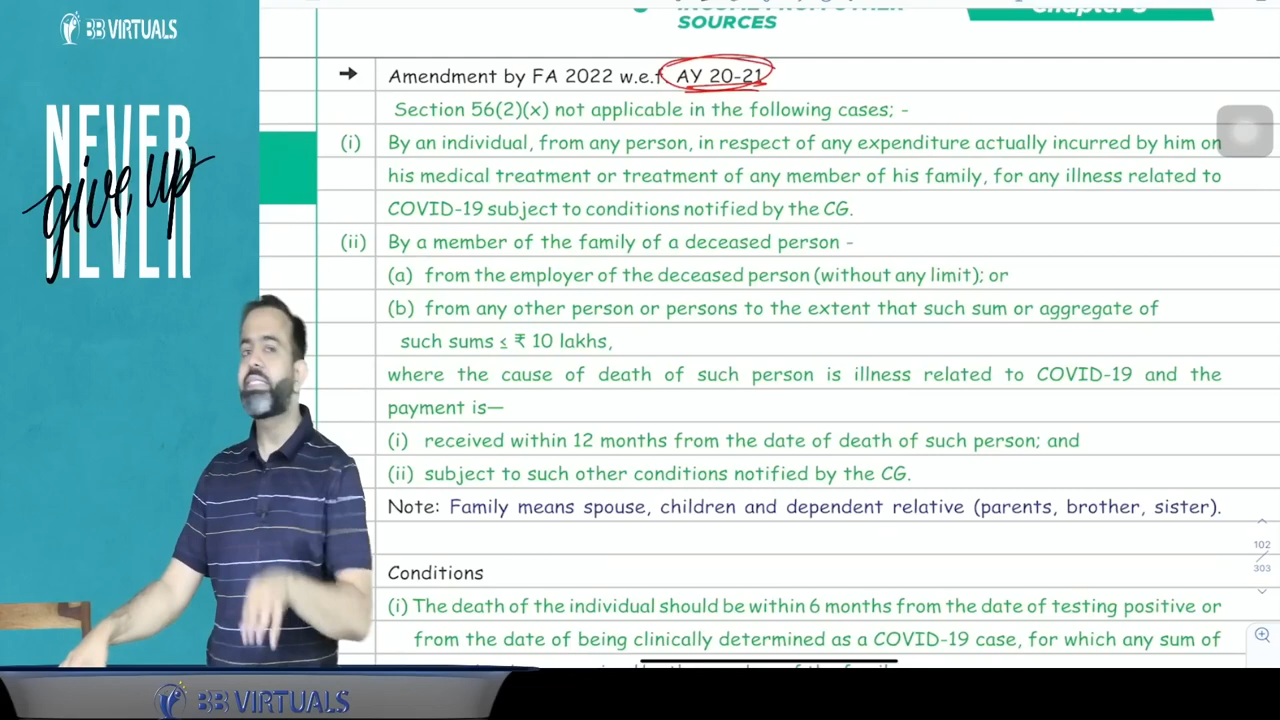 BB VIRTUALS
NEVER
give up
NEVER
INCOME FROM OTHER
SOURCES
Chapter
→ Amendment by FA 2022 w.e.f. AY 20-21
Section 56(2)(x) not applicable in the following cases; -
(i) By an individual, from any person, in respect of any expenditure actually incurred by him on
his medical treatment or treatment of any member of his family, for any illness related to
COVID-19 subject to conditions notified by the CG.
(ii) By a member of the family of a deceased person -
(a) from the employer of the deceased person (without any limit); or
(b) from any other person or persons to the extent that such sum or aggregate of
such sums ≤ ₹ 10 lakhs,
where the cause of death of such person is illness related to COVID-19 and the
payment is—
(i) received within 12 months from the date of death of such person; and
(ii) subject to such other conditions notified by the CG.
Note: Family means spouse, children and dependent relative (parents, brother, sister).
102
303
Conditions
(i) The death of the individual should be within 6 months from the date of testing positive or
from the date of being clinically determined as a COVID-19 case, for which any sum of
BB VIRTUALS